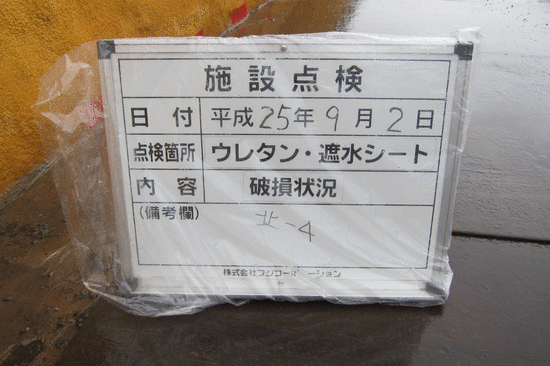 施設点検
日付 平成25年9月2日
点検箇所 ウレタン・遮水シート
内容 破損状況
(備考欄)
北-4
株式会社フジコーポレーション